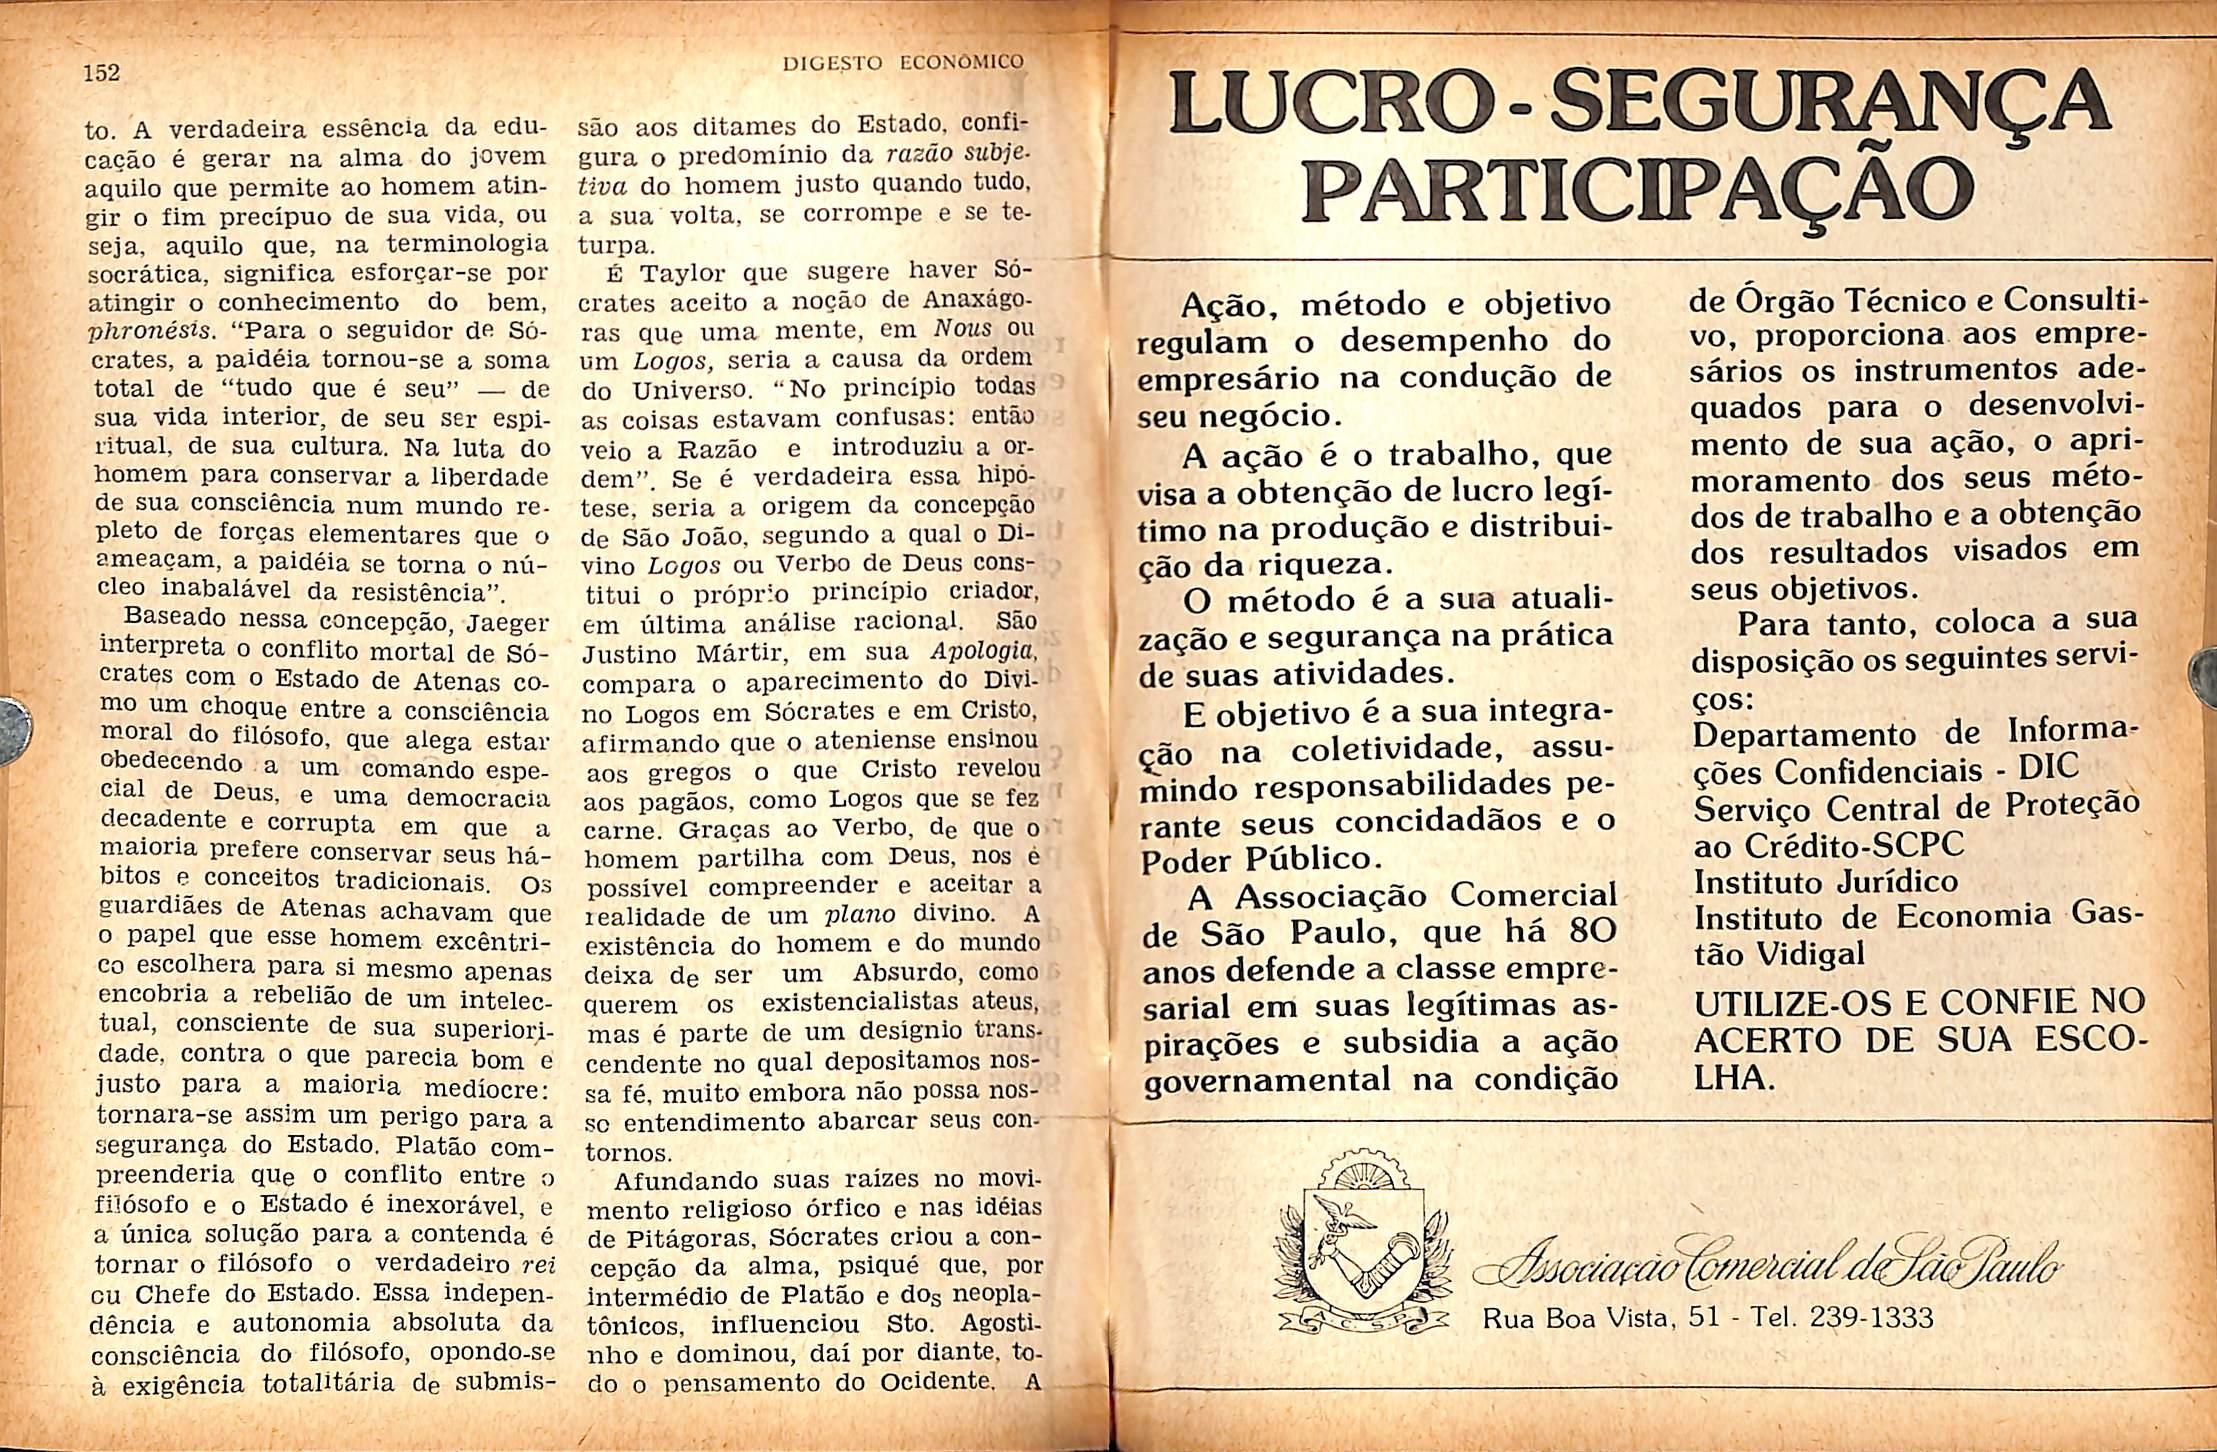 152
DIGESTO ECONÔMICO
to. A verdadeira essência da edu-
cação é gerar na alma do jovem
aquilo que permite ao homem atin-
gir o fim precípuo de sua vida, ou
seja, aquilo que, na terminologia
socrática, significa esforçar-se por
atingir o conhecimento do bem,
phronésis. “Para o seguidor de Só-
crates, a paidéia tornou-se a soma
total de “tudo que é seu” — de
sua vida interior, de seu ser espi-
ritual, de sua cultura. Na luta do
homem para conservar a liberdade
de sua consciência num mundo re-
pleto de forças elementares que o
ameaçam, a paidéia se torna o nú-
cleo inabalável da resistência”.
Baseado nessa concepção, Jaeger
interpreta o conflito mortal de Só-
crates com o Estado de Atenas co-
mo um choque entre a consciência
moral do filósofo, que alega estar
obedecendo a um comando espe-
cial de Deus, e uma democracia
decadente e corrupta em que a
maioria prefere conservar seus há-
bitos e conceitos tradicionais. Os
guardiães de Atenas achavam que
o papel que esse homem excêntri-
co escolhera para si mesmo apenas
encobria a rebelião de um intelec-
tual, consciente de sua superiori-
dade, contra o que parecia bom e
justo para a maioria medíocre:
tornara-se assim um perigo para a
segurança do Estado. Platão com-
preenderia que o conflito entre o
filósofo e o Estado é inexorável, e
a única solução para a contenda é
tornar o filósofo o verdadeiro rei
ou Chefe do Estado. Essa indepen-
dência e autonomia absoluta da
consciência do filósofo, opondo-se
à exigência totalitária de submis-
são aos ditames do Estado, confi-
gura o predomínio da razão subje-
tiva do homem justo quando tudo,
a sua volta, se corrompe e se te-
turpa.
É Taylor que sugere haver Só-
crates aceito a noção de Anaxágo-
ras que uma mente, em Nous ou
um Logos, seria a causa da ordem
do Universo. “No princípio todas
as coisas estavam confusas: então
veio a Razão e introduziu a or-
dem”. Se é verdadeira essa hipó-
tese, seria a origem da concepção
de São João, segundo a qual o Di-
vino Logos ou Verbo de Deus cons-
titui o próprio princípio criador,
em última análise racional. São
Justino Mártir, em sua Apologia,
compara o aparecimento do Divi-
no Logos em Sócrates e em Cristo,
afirmando que o ateniense ensinou
aos gregos o que Cristo revelou
aos pagãos, como Logos que se fez
carne. Graças ao Verbo, de que o
homem partilha com Deus, nos é
possível compreender e aceitar a
realidade de um plano divino. A
existência do homem e do mundo
deixa de ser um Absurdo, como
querem os existencialistas ateus,
mas é parte de um desígnio trans-
cendente no qual depositamos nos-
sa fé, muito embora não possa nos-
so entendimento abarcar seus con-
tornos.
Afundando suas raízes no movi-
mento religioso órfico e nas idéias
de Pitágoras, Sócrates criou a con-
cepção da alma, psiqué que, por
intermédio de Platão e dos neopla-
tônicos, influenciou Sto. Agosti-
nho e dominou, daí por diante, to-
do o pensamento do Ocidente. A
LUCRO - SEGURANÇA
PARTICIPAÇÃO
Ação, método e objetivo
regulam o desempenho do
empresário na condução de
seu negócio.
A ação é o trabalho, que
visa a obtenção de lucro legí-
timo na produção e distribui-
ção da riqueza.
O método é a sua atuali-
zação e segurança na prática
de suas atividades.
E objetivo é a sua integra-
ção na coletividade, assu-
mindo responsabilidades pe-
rante seus concidadãos e o
Poder Público.
A Associação Comercial
de São Paulo, que há 80
anos defende a classe empre-
sarial em suas legítimas as-
pirações e subsidia a ação
governamental na condição
de Órgão Técnico e Consulti-
vo, proporciona aos empre-
sários os instrumentos ade-
quados para o desenvolvi-
mento de sua ação, o apri-
moramento dos seus méto-
dos de trabalho e a obtenção
dos resultados visados em
seus objetivos.
Para tanto, coloca a sua
disposição os seguintes servi-
ços:
Departamento de Informa-
ções Confidenciais - DIC
Serviço Central de Proteção
ao Crédito-SCPC
Instituto Jurídico
Instituto de Economia Gas-
tão Vidigal
UTILIZE-OS E CONFIE NO
ACERTO DE SUA ESCO-
LHA.
A. C. S. P.
Associação Comercial de São Paulo
Rua Boa Vista, 51 - Tel. 239-1333